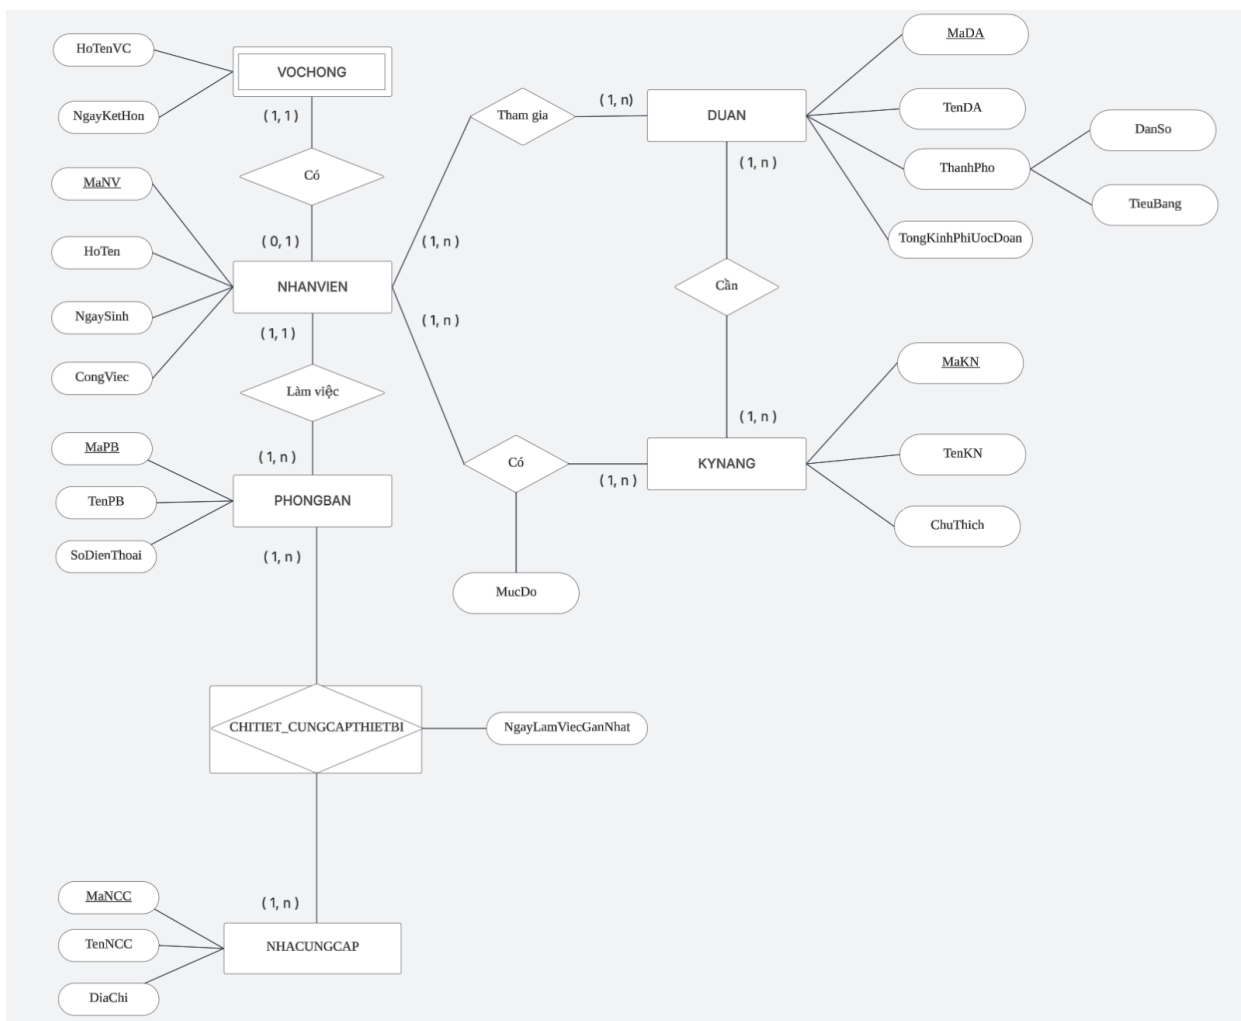 HoTenVC
VOCHONG
NgayKetHon
( 1, 1 )
Có
MaNV
( 0, 1 )
HoTen
NHANVIEN
NgaySinh
( 1, 1 )
CongViec
Làm việc
MaPB
( 1, n )
TenPB
PHONGBAN
SoDienThoai
( 1, n )
Tham gia
( 1, n )
( 1, n )
( 1, n )
Có
( 1, n )
MucDo
DUAN
( 1, n )
Cần
( 1, n )
KYNANG
MaDA
TenDA
ThanhPho
DanSo
TieuBang
TongKinhPhiUocDoan
MaKN
TenKN
ChuThich
CHITIET_CUNGCAPTHIETBI
NgayLamViecGanNhat
MaNCC
( 1, n )
TenNCC
NHACUNGCAP
DiaChi